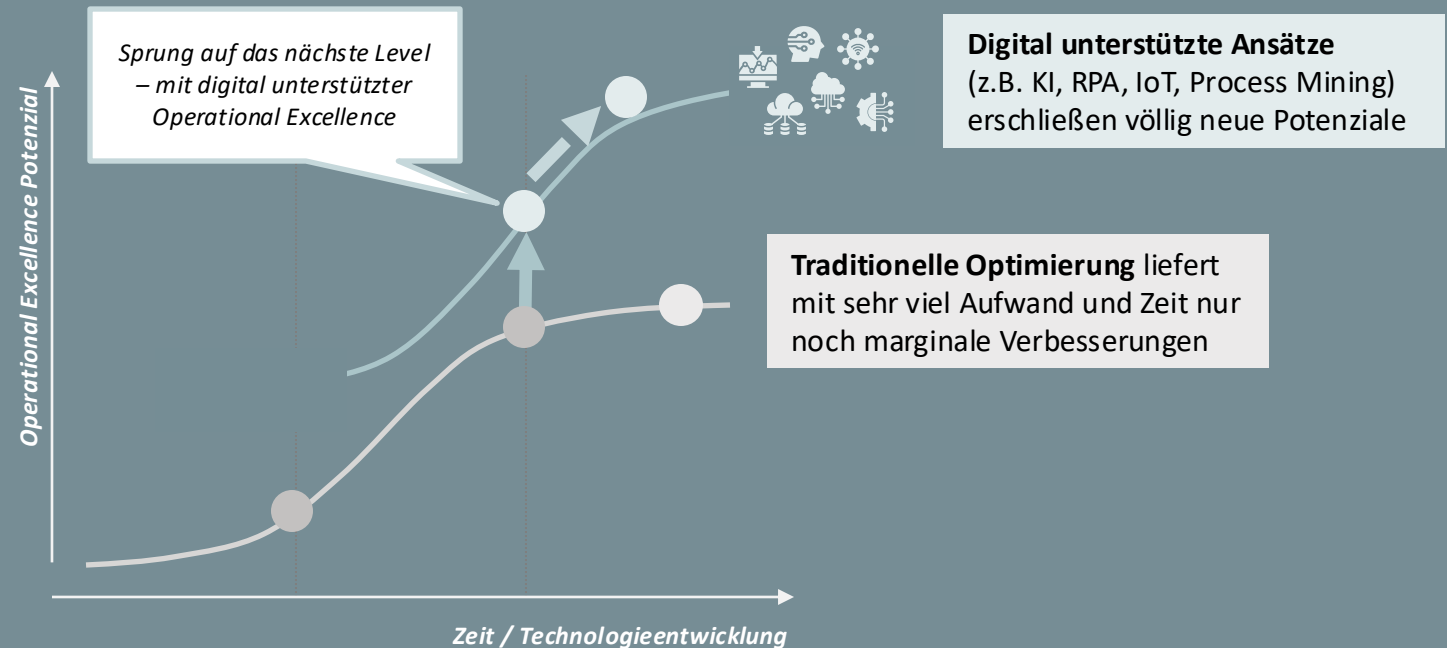 Sprung auf das nächste Level
– mit digital unterstützter
Operational Excellence
Digital unterstützte Ansätze
(z.B. KI, RPA, IoT, Process Mining)
erschließen völlig neue Potenziale
Traditionelle Optimierung liefert
mit sehr viel Aufwand und Zeit nur
noch marginale Verbesserungen
Operational Excellence Potenzial
Zeit / Technologieentwicklung